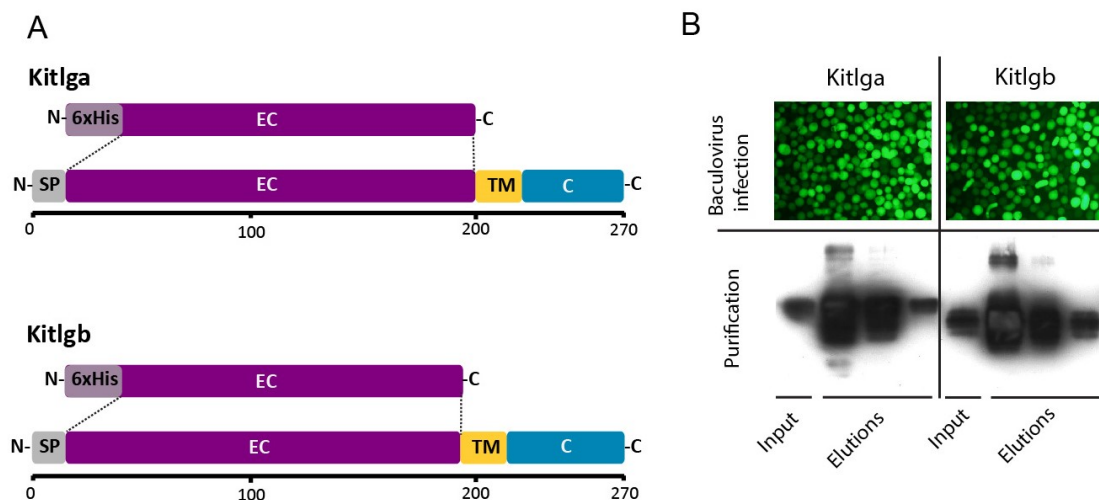 A
Kitlga
N- 6xHis EC -C
N- SP EC TM C -C
0 100 200 270
Kitlgb
N- 6xHis EC -C
N- SP EC TM C -C
0 100 200 270
B
Kitlga Kitlgb
Baculovirus
infection
Purification
Input Elutions Input Elutions